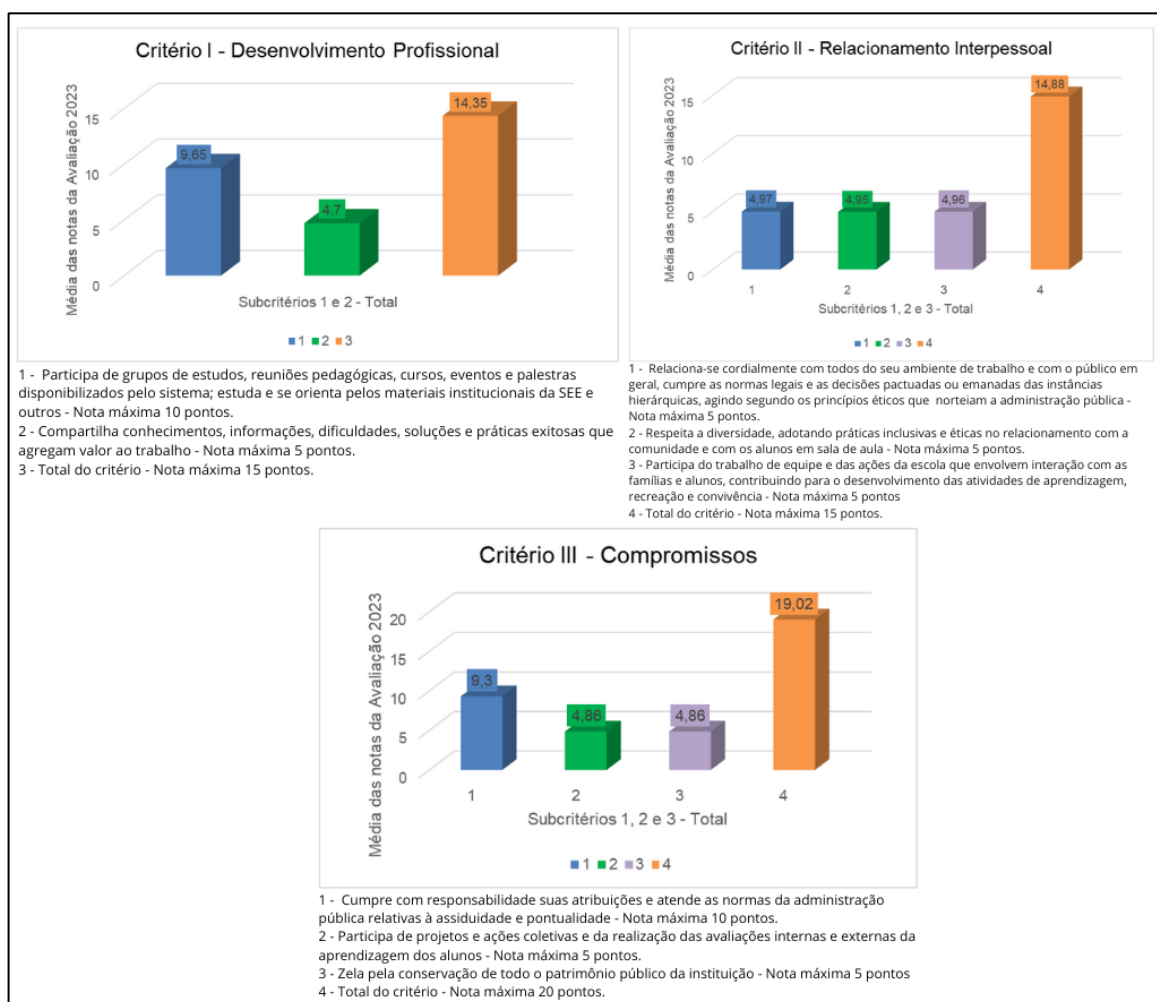 Critério I - Desenvolvimento Profissional
Média das notas da Avaliação 2023
15
10
5
0
9,65
4,7
14,35
Subcritérios 1 e 2 - Total
1 2 3
1 - Participa de grupos de estudos, reuniões pedagógicas, cursos, eventos e palestras
disponibilizados pelo sistema; estuda e se orienta pelos materiais institucionais da SEE e
outros - Nota máxima 10 pontos.
2 - Compartilha conhecimentos, informações, dificuldades, soluções e práticas exitosas que
agregam valor ao trabalho - Nota máxima 5 pontos.
3 - Total do critério - Nota máxima 15 pontos.
Critério II - Relacionamento Interpessoal
Média das notas da Avaliação 2023
15
10
5
0
4,97
4,95
4,96
14,88
1 2 3 4
Subcritérios 1, 2 e 3 - Total
1 2 3 4
1 - Relaciona-se cordialmente com todos do seu ambiente de trabalho e com o público em
geral, cumpre as normas legais e as decisões pactuadas ou emanadas das instâncias
hierárquicas, agindo segundo os princípios éticos que norteiam a administração pública -
Nota máxima 5 pontos.
2 - Respeita a diversidade, adotando práticas inclusivas e éticas no relacionamento com a
comunidade e com os alunos em sala de aula - Nota máxima 5 pontos.
3 - Participa do trabalho de equipe e das ações da escola que envolvem interação com as
famílias e alunos, contribuindo para o desenvolvimento das atividades de aprendizagem,
recreação e convivência - Nota máxima 5 pontos
4 - Total do critério - Nota máxima 15 pontos.
Critério III - Compromissos
Média das notas da Avaliação 2023
20
15
10
5
0
9,3
4,86
4,86
19,02
1 2 3 4
Subcritérios 1, 2 e 3 - Total
1 2 3 4
1 - Cumpre com responsabilidade suas atribuições e atende as normas da administração
pública relativas à assiduidade e pontualidade - Nota máxima 10 pontos.
2 - Participa de projetos e ações coletivas e da realização das avaliações internas e externas da
aprendizagem dos alunos - Nota máxima 5 pontos.
3 - Zela pela conservação de todo o patrimônio público da instituição - Nota máxima 5 pontos
4 - Total do critério - Nota máxima 20 pontos.